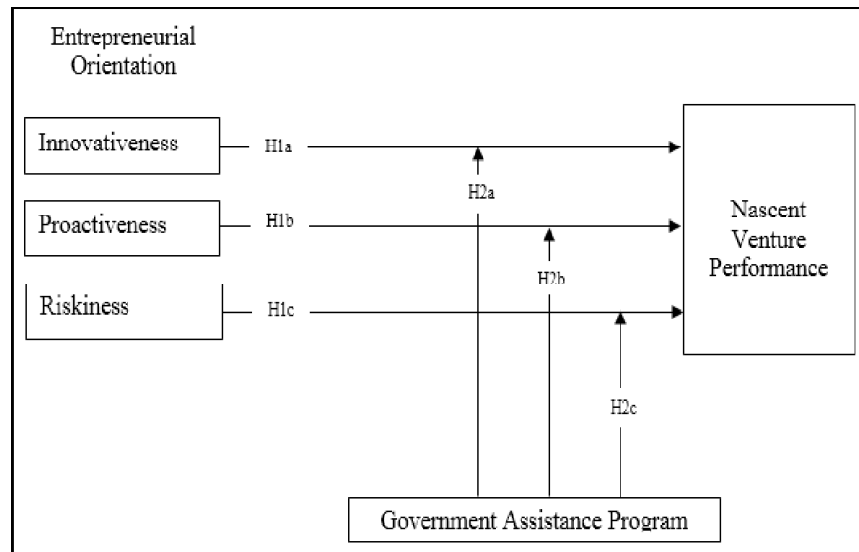 Entrepreneurial
Orientation
Innovativeness
H1a
H2a
Proactiveness
H1b
Nascent
Venture
Performance
H2b
Riskiness
H1c
H2c
Government Assistance Program